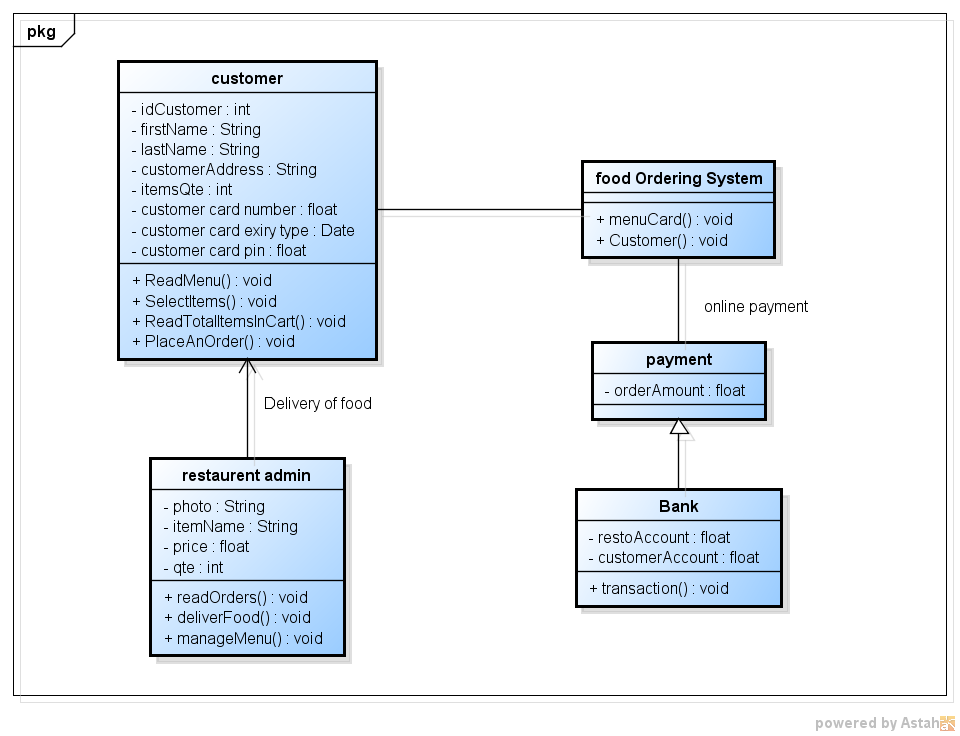 pkg
customer
- idCustomer : int
- firstName : String
- lastName : String
- customerAddress : String
- itemsQte : int
- customer card number : float
- customer card exiry type : Date
- customer card pin : float
+ ReadMenu() : void
+ SelectItems() : void
+ ReadTotalItemsInCart() : void
+ PlaceAnOrder() : void
food Ordering System
+ menuCard() : void
+ Customer() : void
online payment
payment
- orderAmount : float
Delivery of food
restaurent admin
- photo : String
- itemName : String
- price : float
- qte : int
+ readOrders() : void
+ deliverFood() : void
+ manageMenu() : void
Bank
- restoAccount : float
- customerAccount : float
+ transaction() : void
powered by Astah